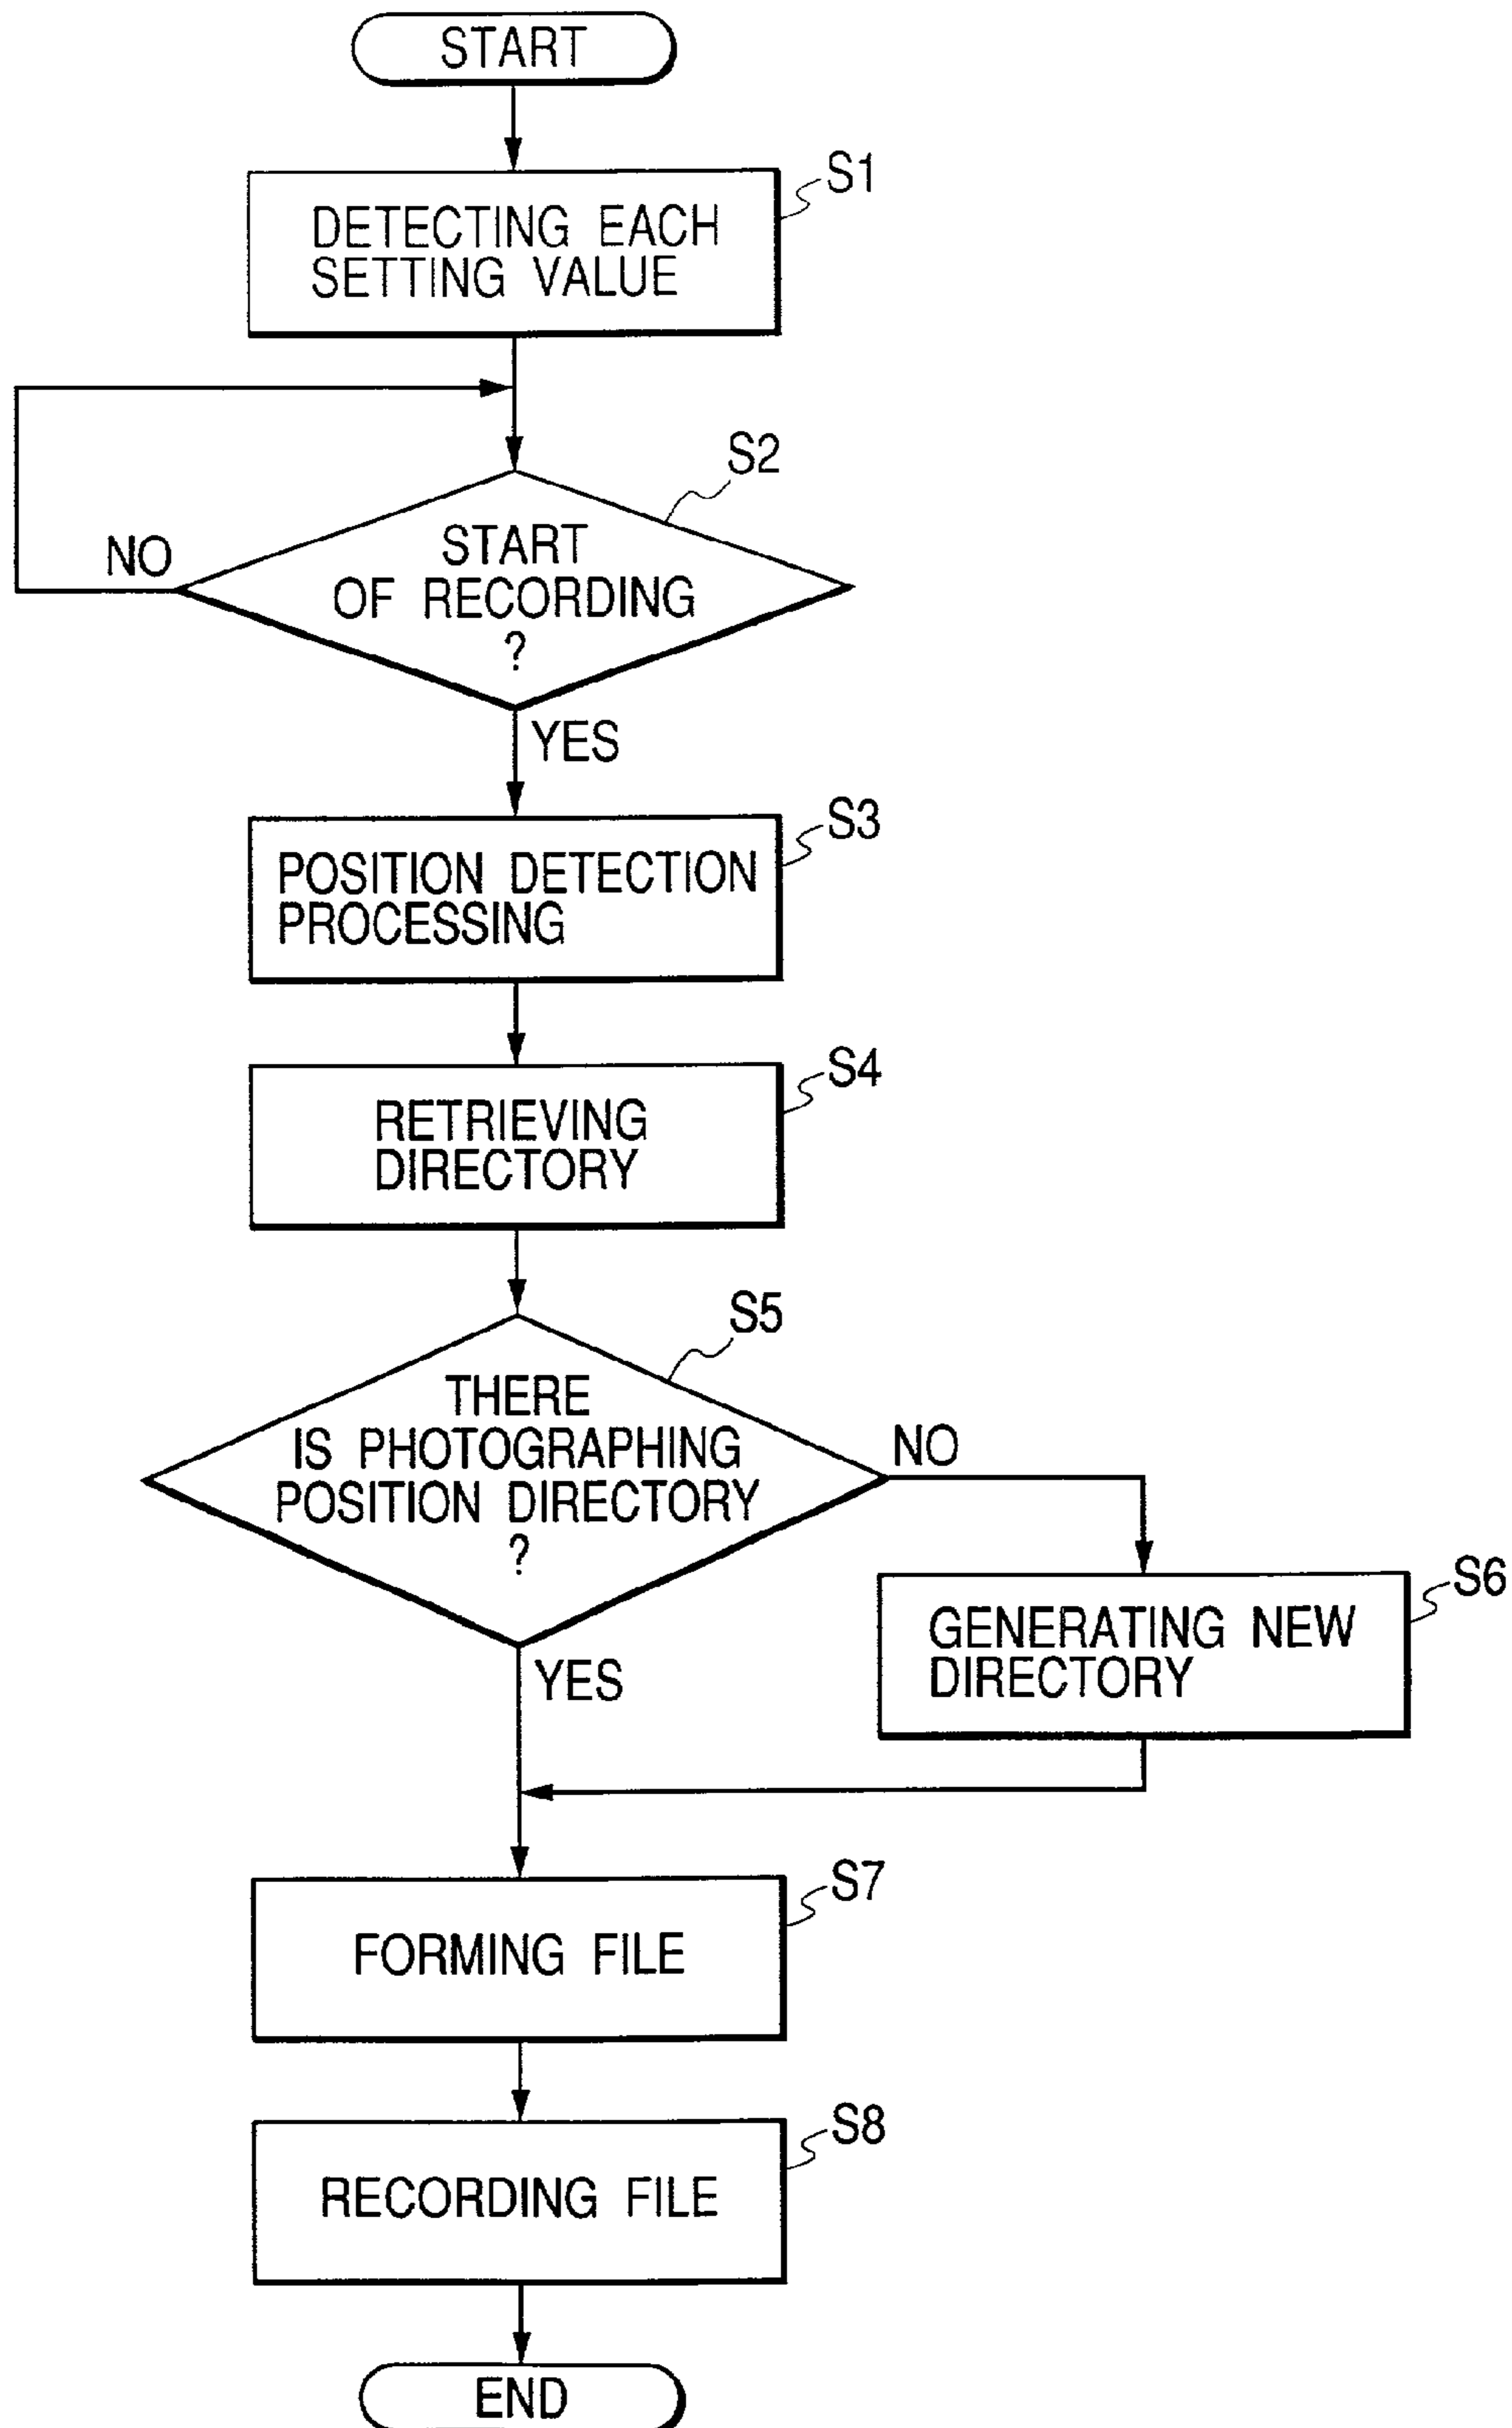 START
S1
DETECTING EACH
SETTING VALUE
S2
NO
START
OF RECORDING
?
YES
S3
POSITION DETECTION
PROCESSING
S4
RETRIEVING
DIRECTORY
S5
THERE
IS PHOTOGRAPHING
POSITION DIRECTORY
?
NO
YES
S6
GENERATING NEW
DIRECTORY
S7
FORMING FILE
S8
RECORDING FILE
END